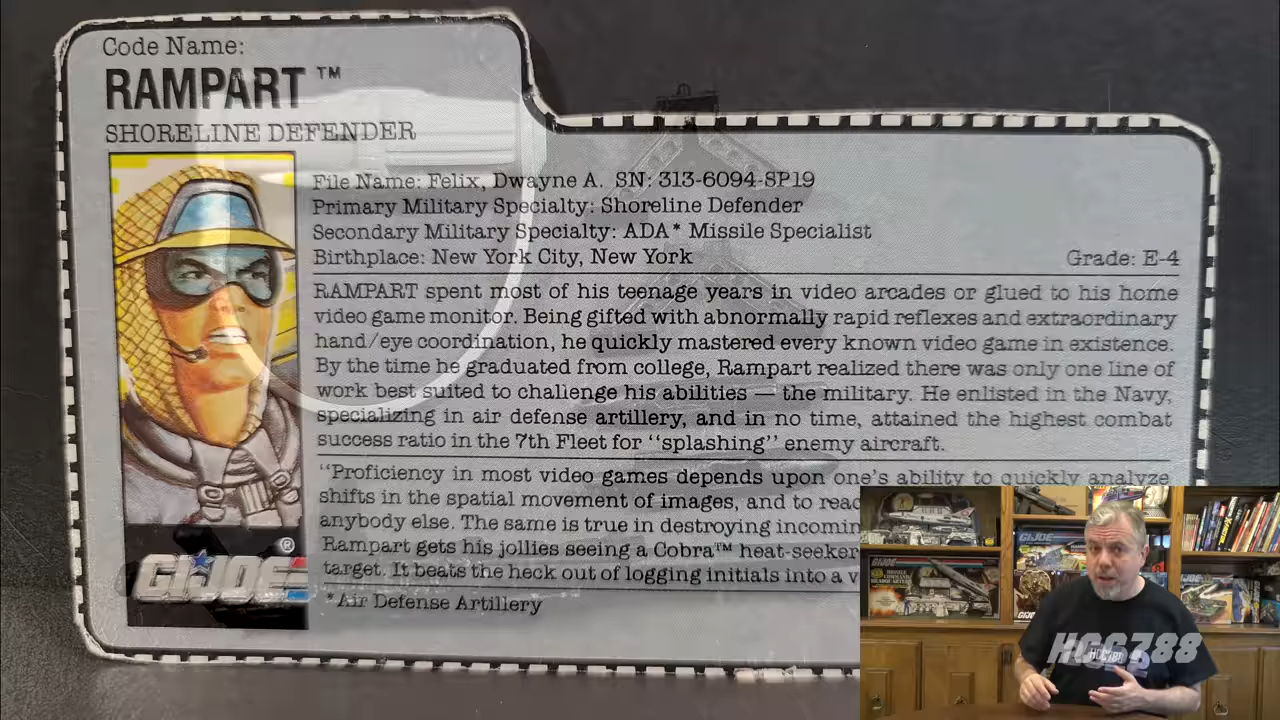 Code Name:
RAMPART ™
SHORELINE DEFENDER
File Name: Felix, Dwayne A. SN: 313-6094-SP19
Primary Military Specialty: Shoreline Defender
Secondary Military Specialty: ADA* Missile Specialist
Birthplace: New York City, New York Grade: E-4
RAMPART spent most of his teenage years in video arcades or glued to his home
video game monitor. Being gifted with abnormally rapid reflexes and extraordinary
hand/eye coordination, he quickly mastered every known video game in existence.
By the time he graduated from college, Rampart realized there was only one line of
work best suited to challenge his abilities — the military. He enlisted in the Navy,
specializing in air defense artillery, and in no time, attained the highest combat
success ratio in the 7th Fleet for "splashing" enemy aircraft.
"Proficiency in most video games depends upon one's ability to quickly analyze
shifts in the spatial movement of images, and to
anybody else. The same is true in destroying
Rampart gets his jollies seeing a Cobra™ heat-seeker
target. It beats the heck out of logging initials into a
*Air Defense Artillery
GI JOE ®
GI JOE
GI JOE
HCC788